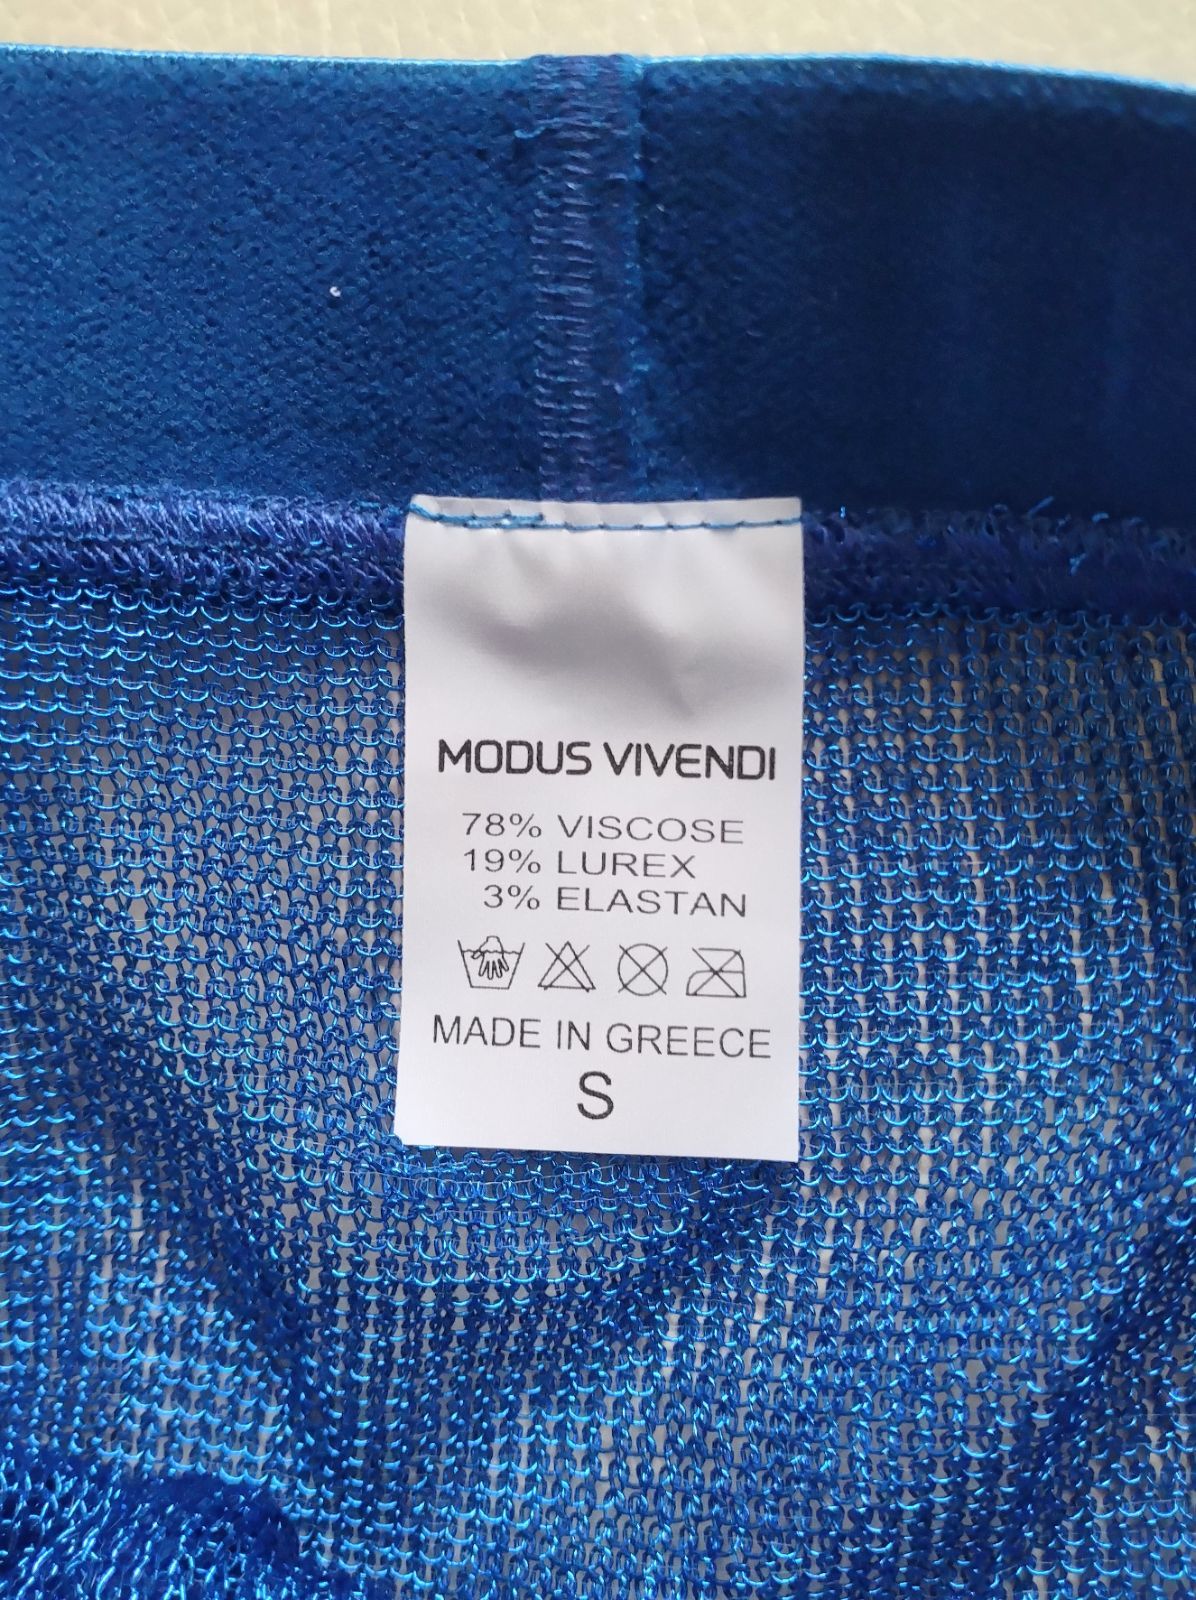 MODUS VIVENDI
78% VISCOSE
19% LUREX
3% ELASTAN
MADE IN GREECE
S